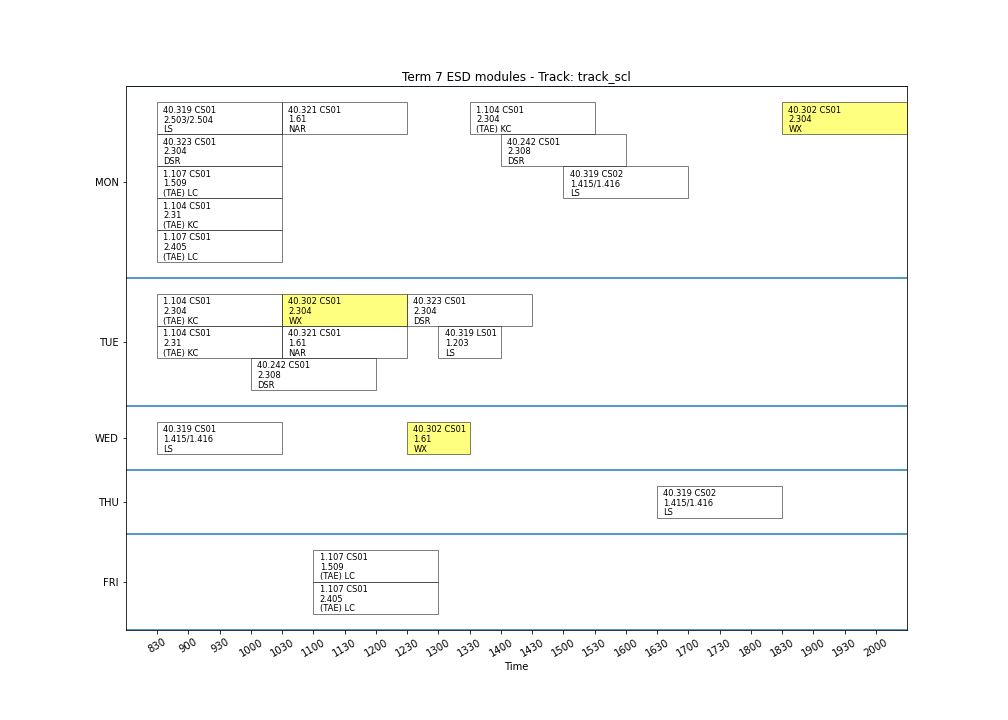 Term 7 ESD modules - Track: track_scl
MON
40.319 CS01
2.503/2.504
LS
40.321 CS01
1.61
NAR
1.104 CS01
2.304
(TAE) KC
40.302 CS01
2.304
WX
40.323 CS01
2.304
DSR
40.242 CS01
2.308
DSR
1.107 CS01
1.509
(TAE) LC
40.319 CS02
1.415/1.416
LS
1.104 CS01
2.31
(TAE) KC
1.107 CS01
2.405
(TAE) LC
TUE
1.104 CS01
2.304
(TAE) KC
40.302 CS01
2.304
WX
40.323 CS01
2.304
DSR
1.104 CS01
2.31
(TAE) KC
40.321 CS01
1.61
NAR
40.319 LS01
1.203
LS
40.242 CS01
2.308
DSR
WED
40.319 CS01
1.415/1.416
LS
40.302 CS01
1.61
WX
THU
40.319 CS02
1.415/1.416
LS
FRI
1.107 CS01
1.509
(TAE) LC
1.107 CS01
2.405
(TAE) LC
830 900 930 1000 1030 1100 1130 1200 1230 1300 1330 1400 1430 1500 1530 1600 1630 1700 1730 1800 1830 1900 1930 2000
Time